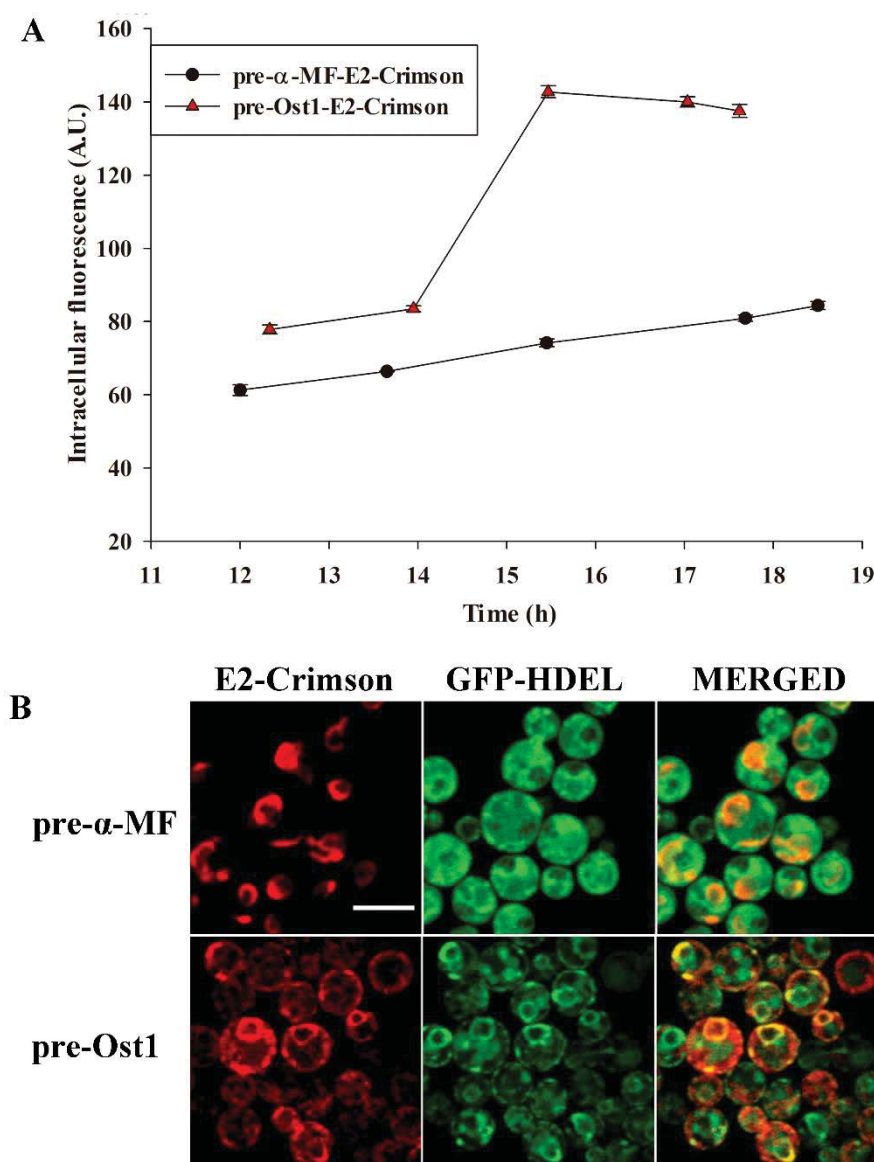 A
160
140
120
100
80
60
40
20
Intracellular fluorescence (A.U.)
pre-α-MF-E2-Crimson
pre-Ost1-E2-Crimson
11 12 13 14 15 16 17 18 19
Time (h)
B
E2-Crimson GFP-HDEL MERGED
pre-α-MF
pre-Ost1